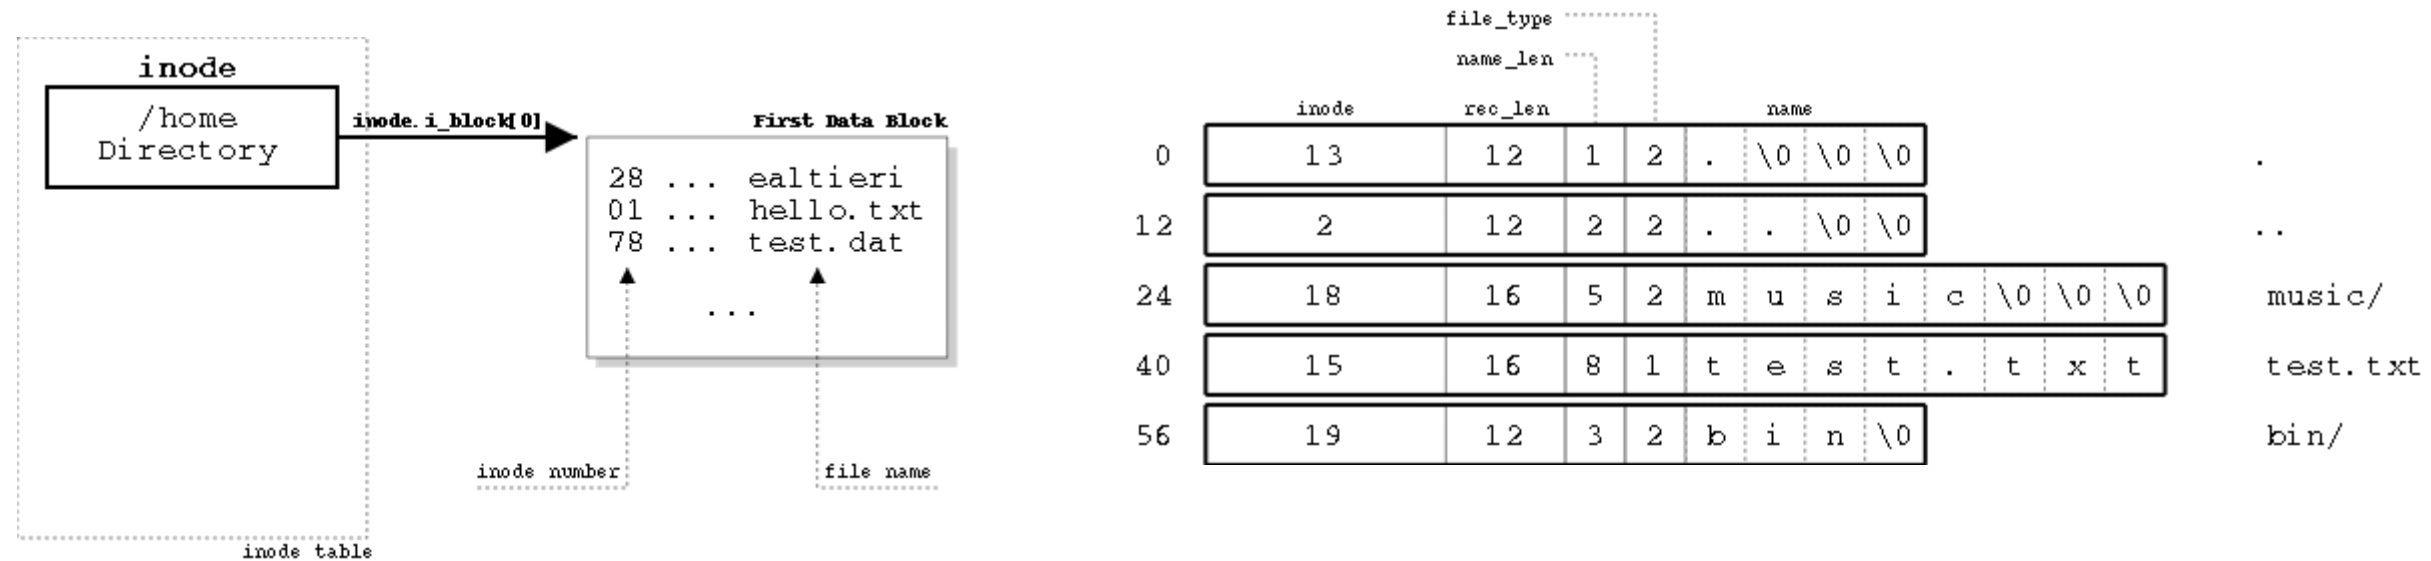 inode
/home
Directory
inode.i_block[0]
First Data Block
28 ... ealtieri
01 ... hello.txt
78 ... test.dat
...
inode number
file name
inode table
file_type
name_len
inode rec_len name
0 13 12 1 2 . \0 \0 \0 .
12 2 12 2 2 . . \0 \0 ..
24 18 16 5 2 m u s i c \0 \0 \0 music/
40 15 16 8 1 t e s t . t x t test.txt
56 19 12 3 2 b i n \0 bin/